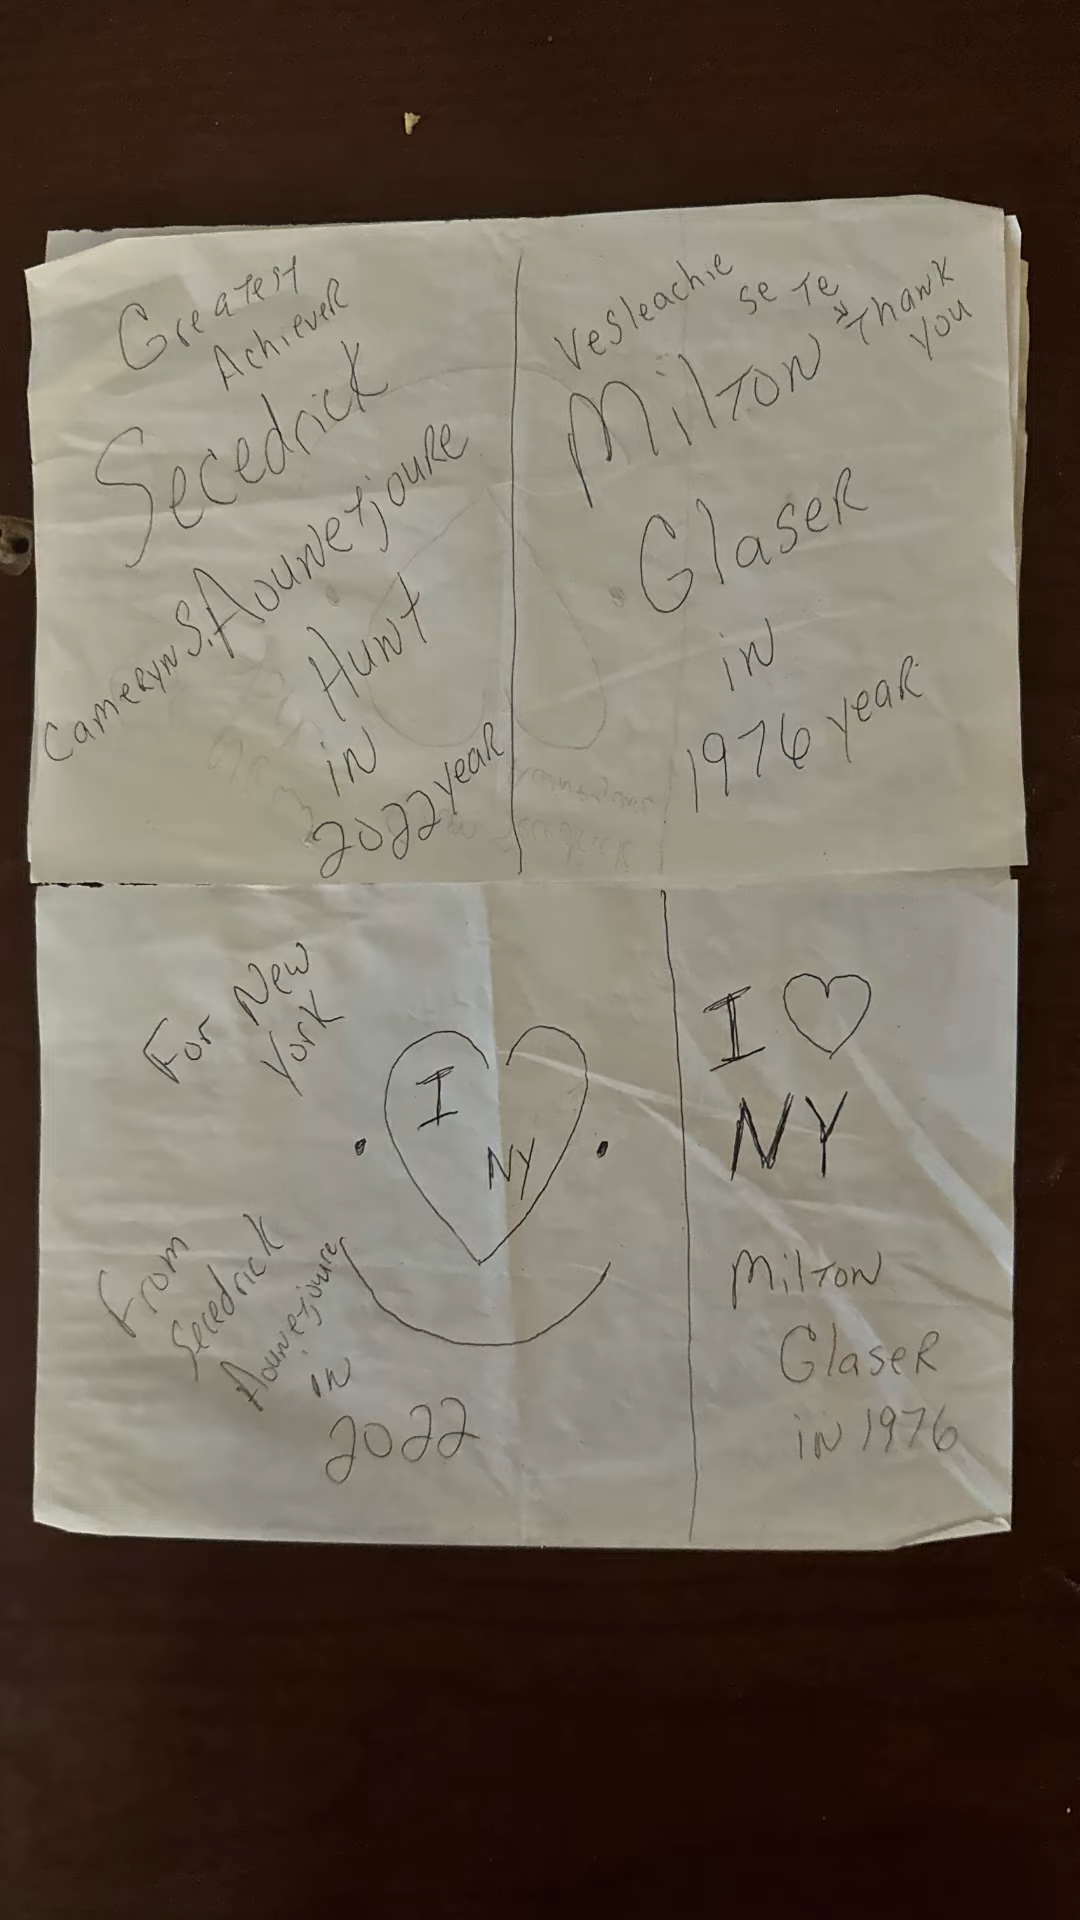 Greatest
Achiever
Secedrick
Cameryn S. Aounetjoure
Hunt
in
2022 year
Vesleachie
se Te
Thank
you
Milton
Glaser
in
1976 year
For New
York
I
NY
From
Secedrick
Aounetjoure
in
2022
I ♡
NY
Milton
Glaser
in 1976